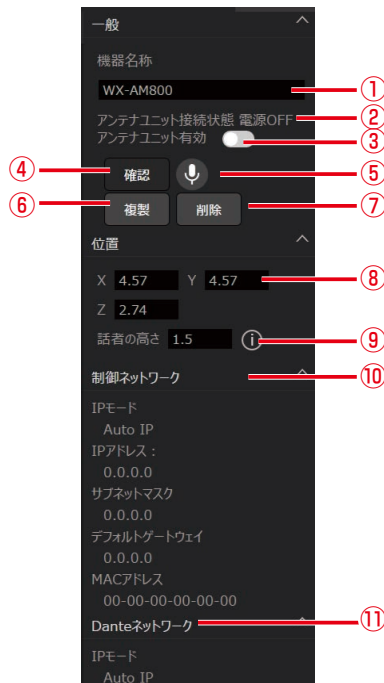 一般
機器名称
WX-AM800 ①
アンテナユニット接続状態 電源OFF ②
アンテナユニット有効 ③
④ 確認 ⑤
⑥ 複製 削除 ⑦
位置
X 4.57 Y 4.57 ⑧
Z 2.74
話者の高さ 1.5 i ⑨
制御ネットワーク ⑩
IPモード
Auto IP
IPアドレス :
0.0.0.0
サブネットマスク
0.0.0.0
デフォルトゲートウェイ
0.0.0.0
MACアドレス
00-00-00-00-00-00
Danteネットワーク ⑪
IPモード
Auto IP